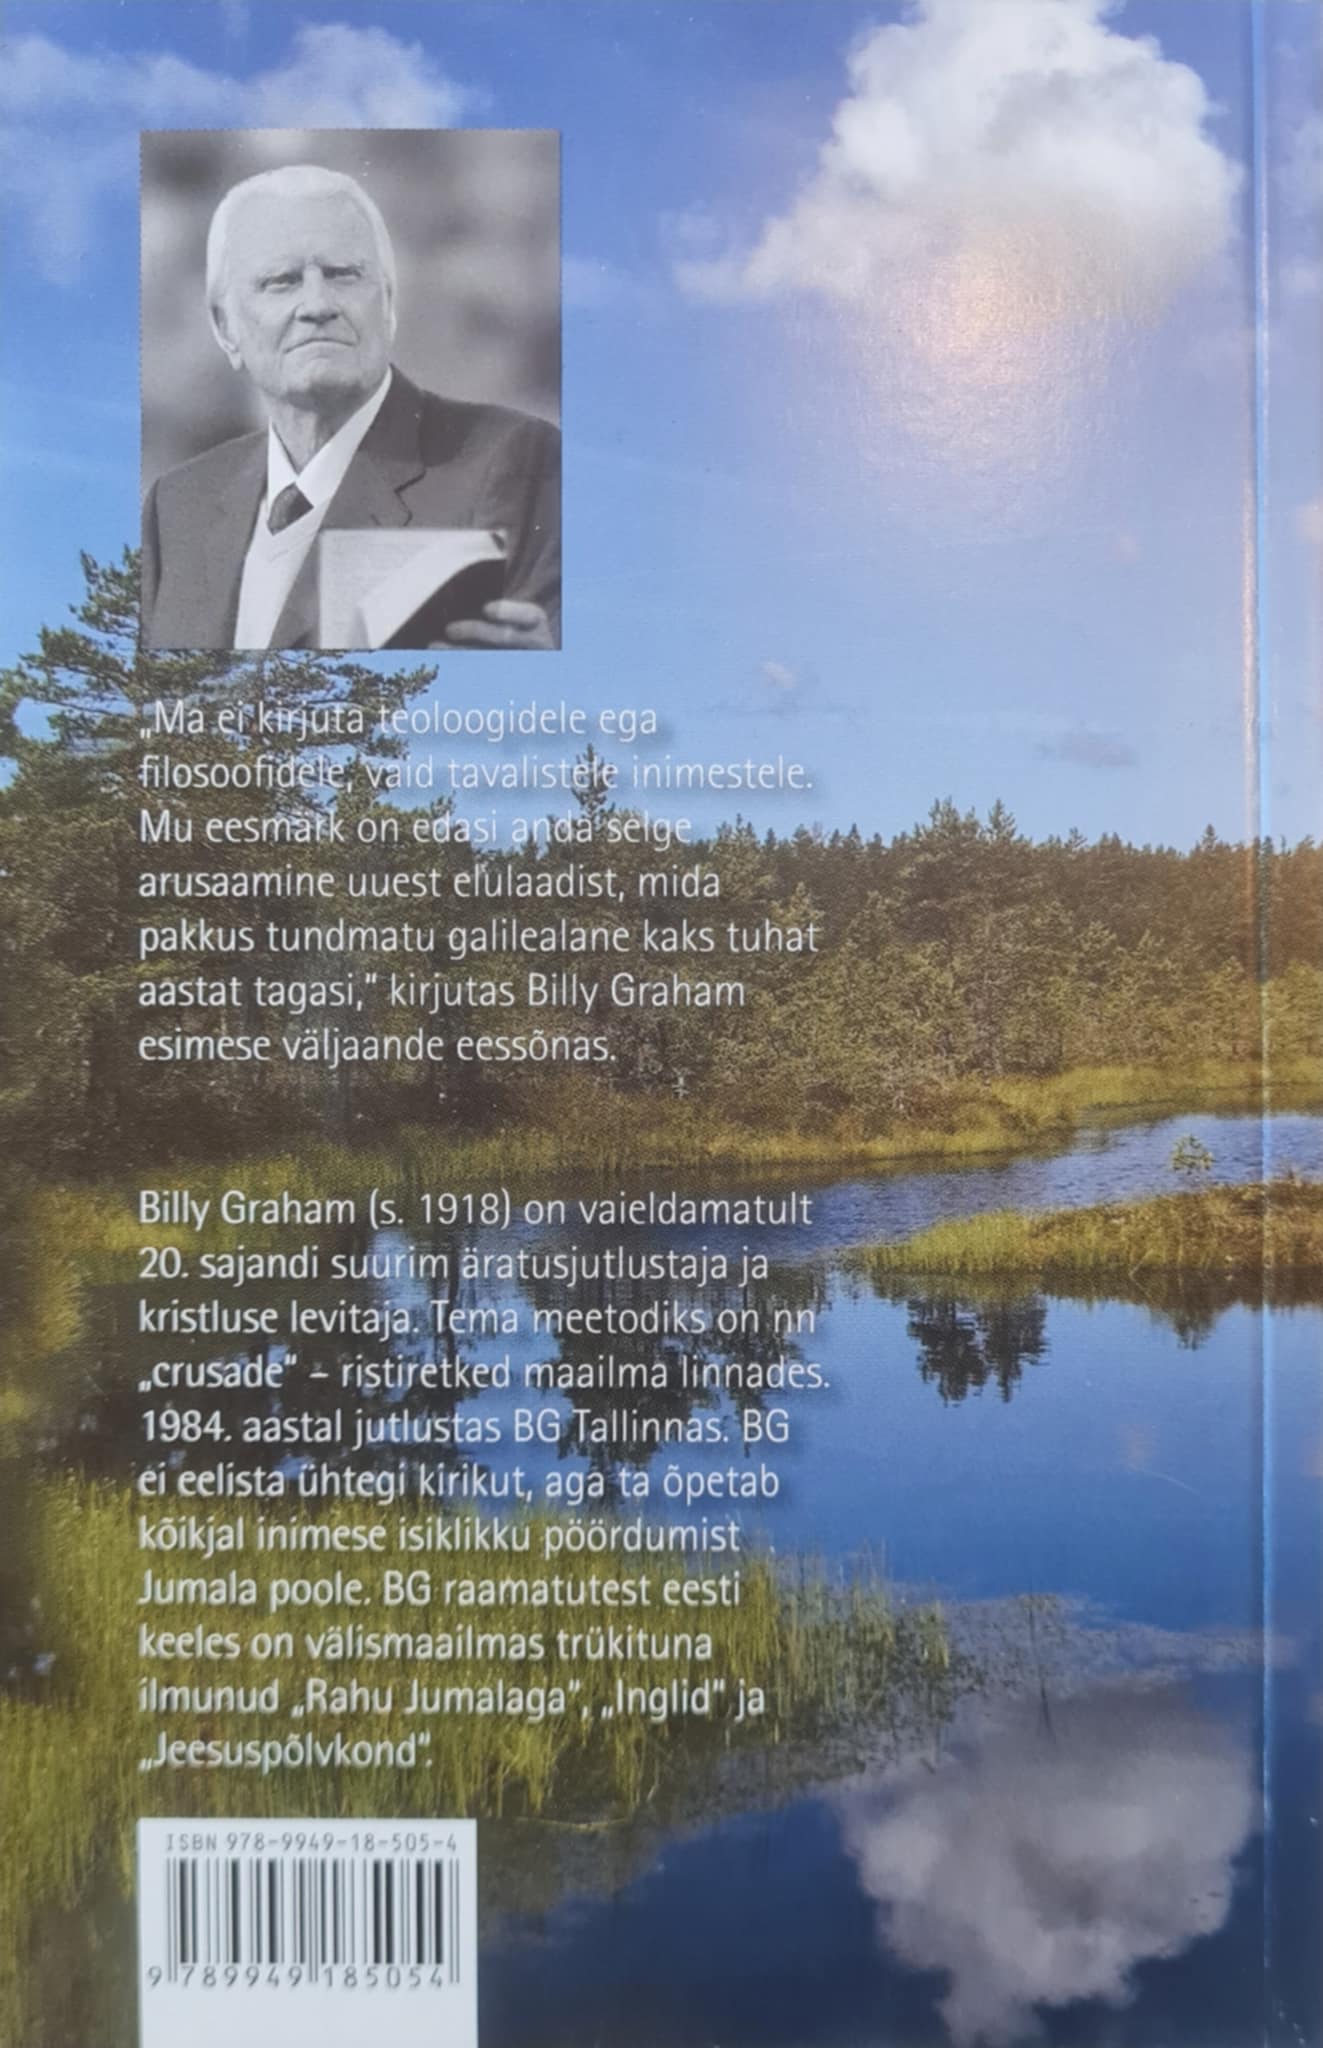 „Ma ei kirjuta teoloogidele ega
filosoofidele, vaid tavalistele inimestele.
Mu eesmärk on edasi anda selge
arusaamine uuest elulaadist, mida
pakkus tundmatu galilealane kaks tuhat
aastat tagasi,“ kirjutas Billy Graham
esimese väljaande eessõnas.
Billy Graham (s. 1918) on vaieldamatult
20. sajandi suurim äratusjutlustaja ja
kristluse levitaja. Tema meetodiks on nn
„crusade“ – ristiretked maailma linnades.
1984. aastal jutlustas BG Tallinnas. BG
ei eelista ühtegi kirikut, aga ta õpetab
kõikjal inimese isiklikku pöördumist
Jumala poole. BG raamatutest eesti
keeles on välismaailmas trükituna
ilmunud „Rahu Jumalaga“, „Inglid“ ja
„Jeesuspõlvkond“.
ISBN 978-9949-18-505-4
9 789949 185054